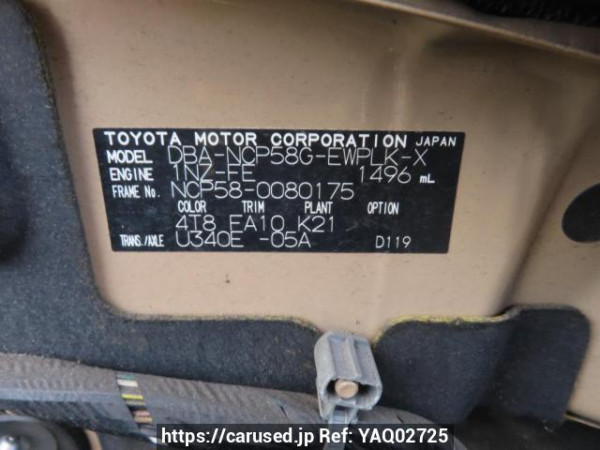 TOYOTA MOTOR CORPORATION JAPAN
MODEL DBA-NCP58G-EWPLK-X
ENGINE 1NZ-FE 1496 mL
FRAME No. NCP58-0080175
COLOR TRIM PLANT OPTION
4T8 FA10 K21
TRANS./AXLE U340E -05A D119
https://carused.jp Ref: YAQ02725